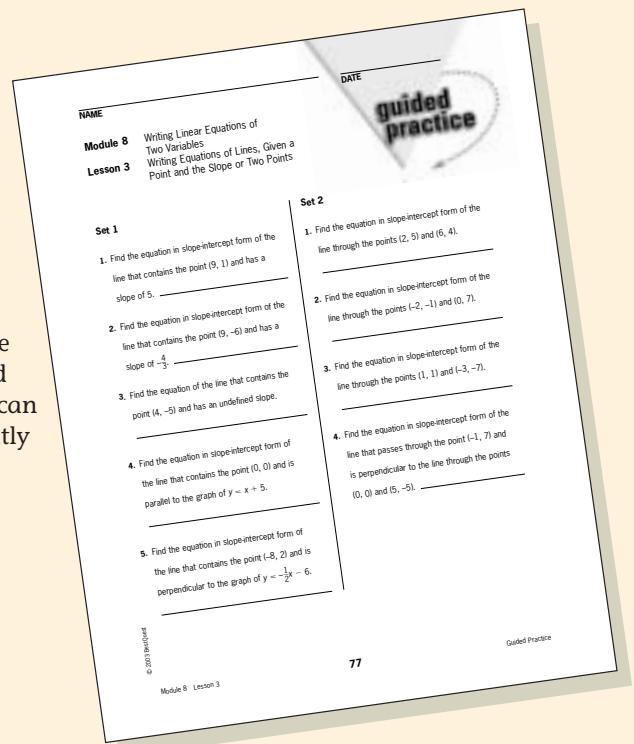 NAME
DATE
guided
practice
Module 8 Writing Linear Equations of
Two Variables
Lesson 3 Writing Equations of Lines, Given a
Point and the Slope or Two Points
Set 1
1. Find the equation in slope-intercept form of the
line that contains the point (9, 1) and has a
slope of 5.
2. Find the equation in slope-intercept form of the
line that contains the point (9, –6) and has a
slope of –4/3.
3. Find the equation of the line that contains the
point (4, –5) and has an undefined slope.
4. Find the equation in slope-intercept form of
the line that contains the point (0, 0) and is
parallel to the graph of y = x + 5.
5. Find the equation in slope-intercept form of
the line that contains the point (–8, 2) and is
perpendicular to the graph of y = –1/2x – 6.
Set 2
1. Find the equation in slope-intercept form of the
line through the points (2, 5) and (6, 4).
2. Find the equation in slope-intercept form of the
line through the points (–2, –1) and (0, 7).
3. Find the equation in slope-intercept form of the
line through the points (1, 1) and (–3, –7).
4. Find the equation in slope-intercept form of the
line that passes through the point (–1, 7) and
is perpendicular to the line through the points
(0, 0) and (5, –5).
© 2003 BestQuest
Module 8 Lesson 3
77
Guided Practice
can